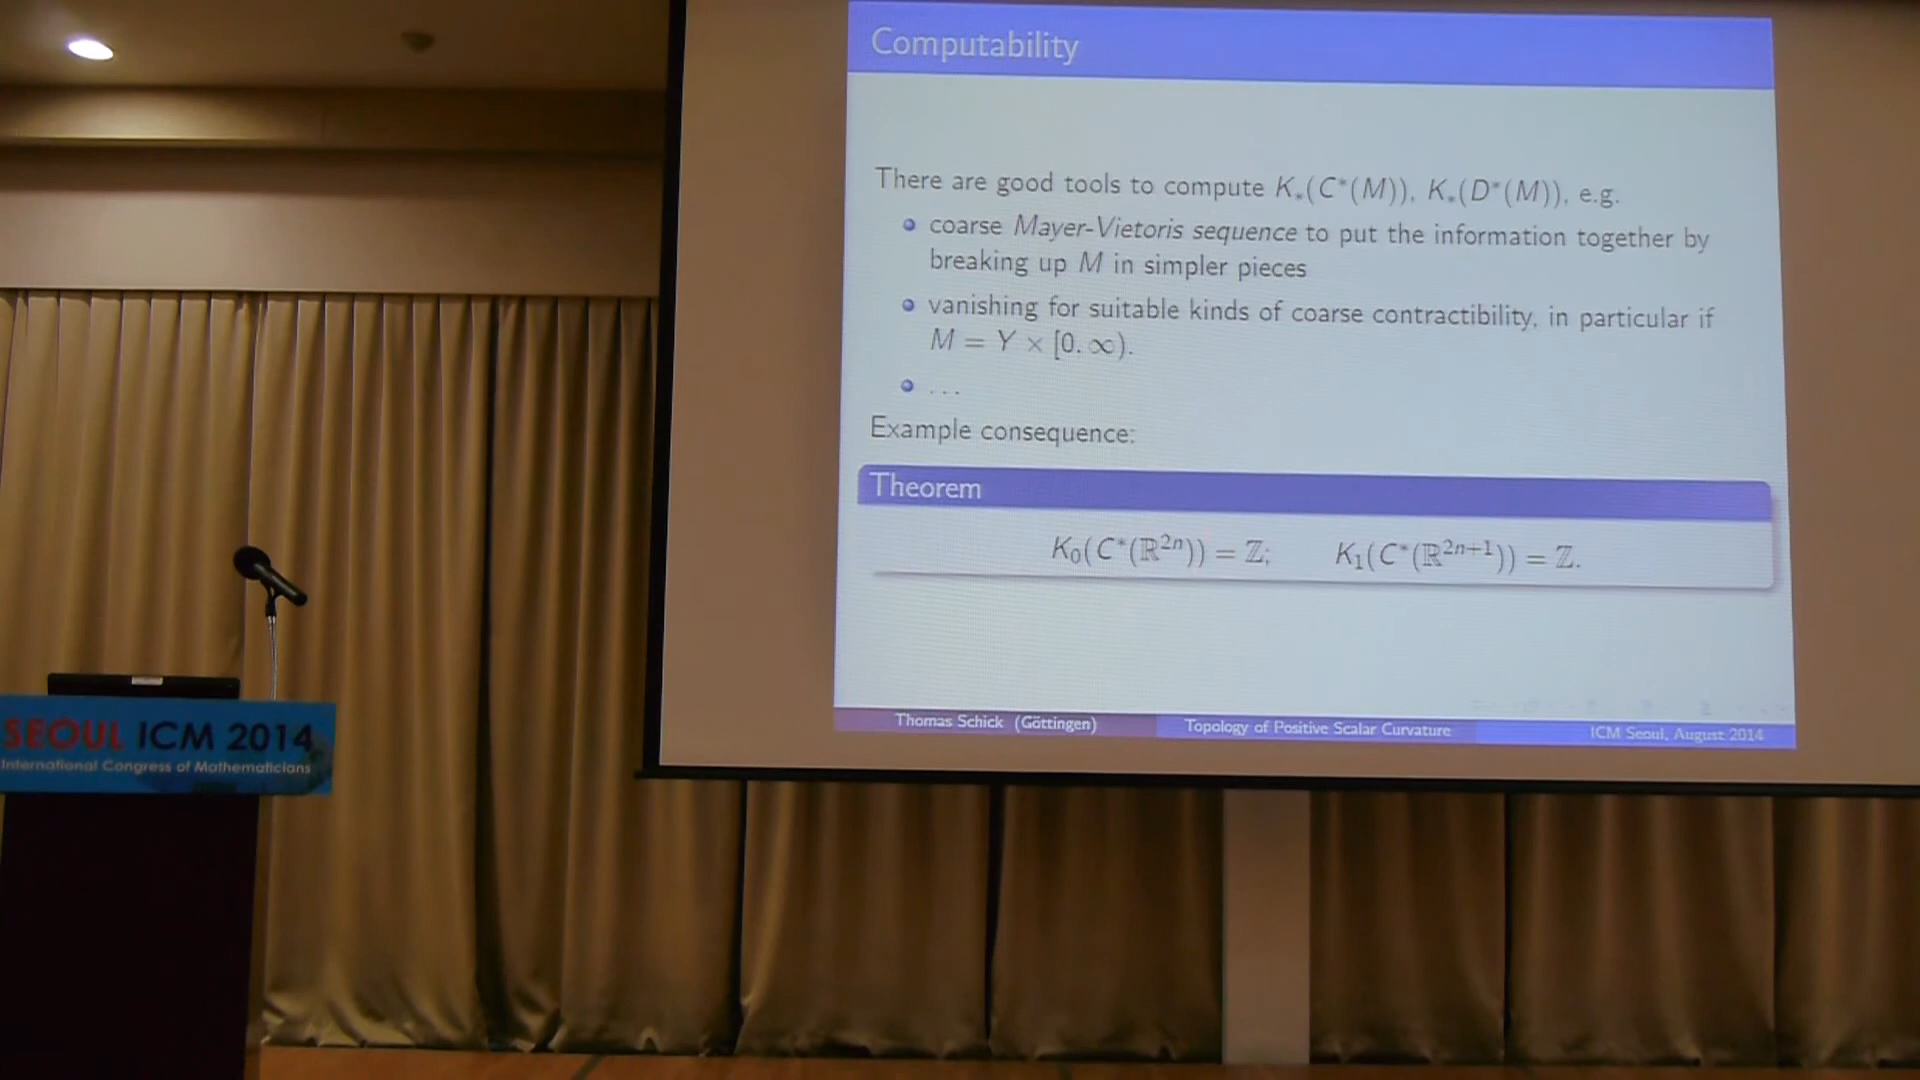 Computability
There are good tools to compute K*(C*(M)), K*(D*(M)), e.g.
coarse Mayer-Vietoris sequence to put the information together by
breaking up M in simpler pieces
vanishing for suitable kinds of coarse contractibility, in particular if
M = Y × [0, ∞).
...
Example consequence:
Theorem
K₀(C*(ℝ²ⁿ)) = ℤ; K₁(C*(ℝ²ⁿ⁺¹)) = ℤ.
Thomas Schick (Göttingen) Topology of Positive Scalar Curvature ICM Seoul, August 2014
SEOUL ICM 2014
International Congress of Mathematicians